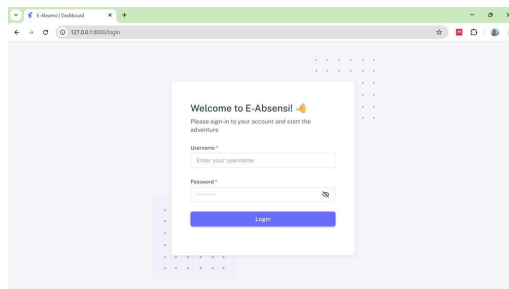 E-Absensi | Dashboard
127.0.0.1:8000/login
Welcome to E-Absensi! 👋
Please sign-in to your account and start the
adventure
Username *
Enter your username
Password *
Login